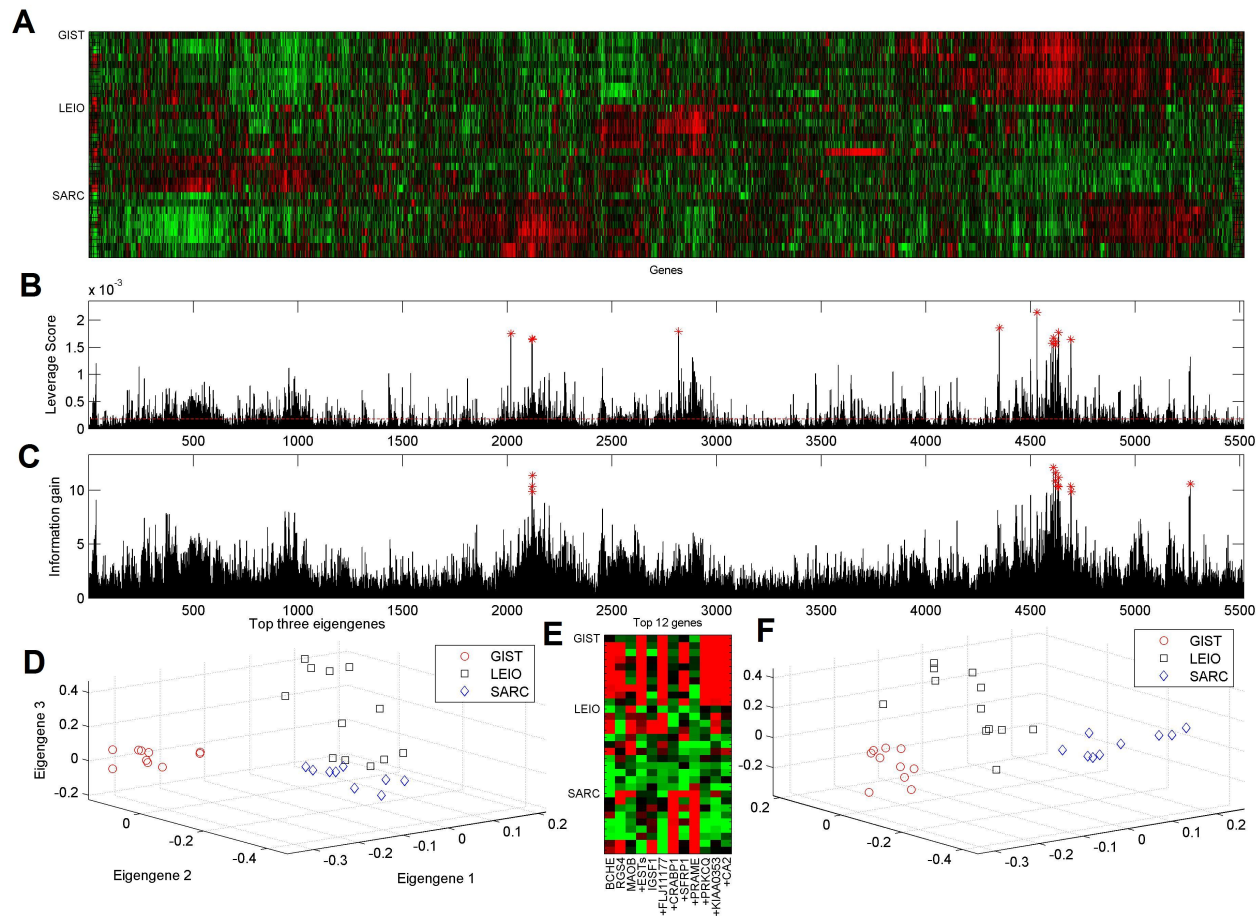 A
GIST
LEIO
SARC
Genes
B
x 10⁻³
Leverage Score
2
1.5
1
0.5
0
500 1000 1500 2000 2500 3000 3500 4000 4500 5000 5500
C
Information gain
10
5
0
500 1000 1500 2000 2500 3000 3500 4000 4500 5000 5500
Top three eigengenes
D
GIST
LEIO
SARC
Eigengene 3
0.4
0.2
0
-0.2
0
-0.2
-0.4
Eigengene 2
-0.3
-0.2
-0.1
0
0.1
0.2
Eigengene 1
E
Top 12 genes
GIST
LEIO
SARC
BCHE
RGS4
MAOB
+ESTs
IGSF1
+FLJ11177
+CRABP1
+SFRP1
+PRAME
+PRKCQ
+KIAA0353
+CA2
F
GIST
LEIO
SARC
0.4
0.2
0
-0.2
0.2
0
-0.2
-0.4
-0.3
-0.2
-0.1
0
0.1
0.2